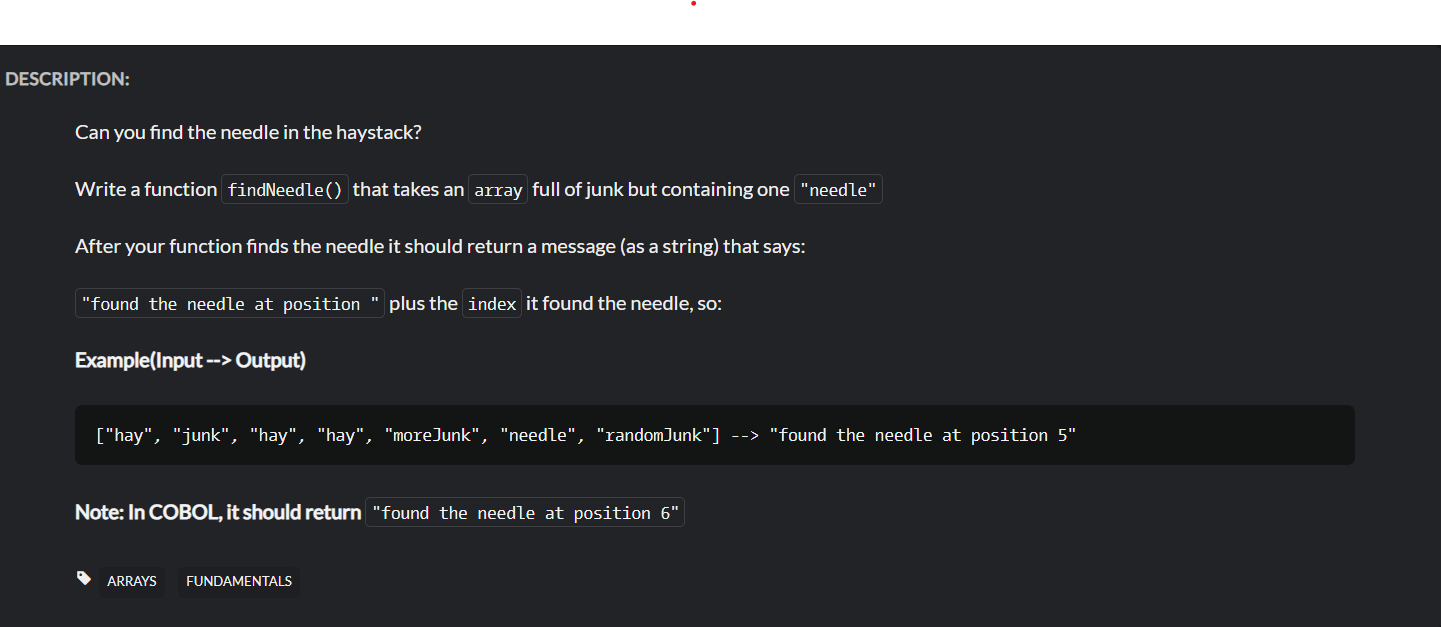 DESCRIPTION:
Can you find the needle in the haystack?
Write a function findNeedle() that takes an array full of junk but containing one "needle"
After your function finds the needle it should return a message (as a string) that says:
"found the needle at position " plus the index it found the needle, so:
Example(Input --> Output)
["hay", "junk", "hay", "hay", "moreJunk", "needle", "randomJunk"] --> "found the needle at position 5"
Note: In COBOL, it should return "found the needle at position 6"
ARRAYS FUNDAMENTALS